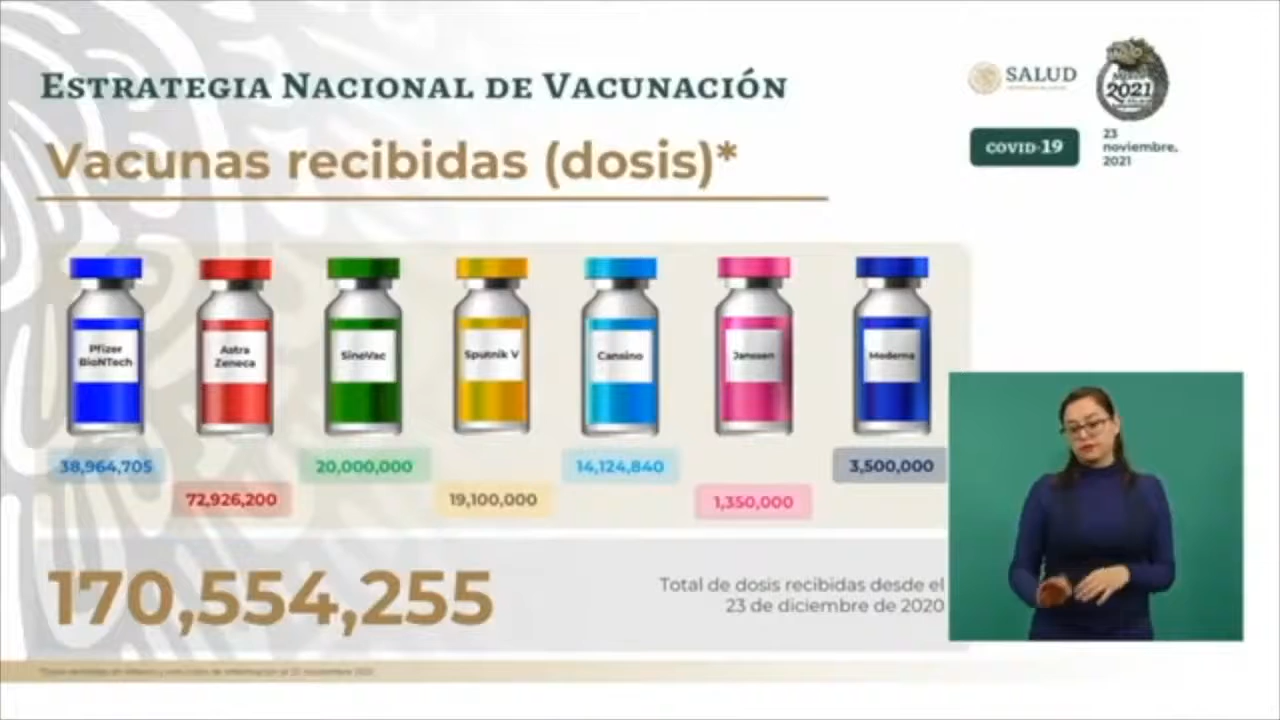 ESTRATEGIA NACIONAL DE VACUNACIÓN
SALUD
2021
Vacunas recibidas (dosis)*
COVID-19
23
noviembre,
2021
Pfizer
BioNTech
Astra
Zeneca
SinoVac
Sputnik V
Cansino
Janssen
Moderna
38,964,705
72,926,200
20,000,000
19,100,000
14,124,840
1,350,000
3,500,000
170,554,255
Total de dosis recibidas desde el
23 de diciembre de 2020